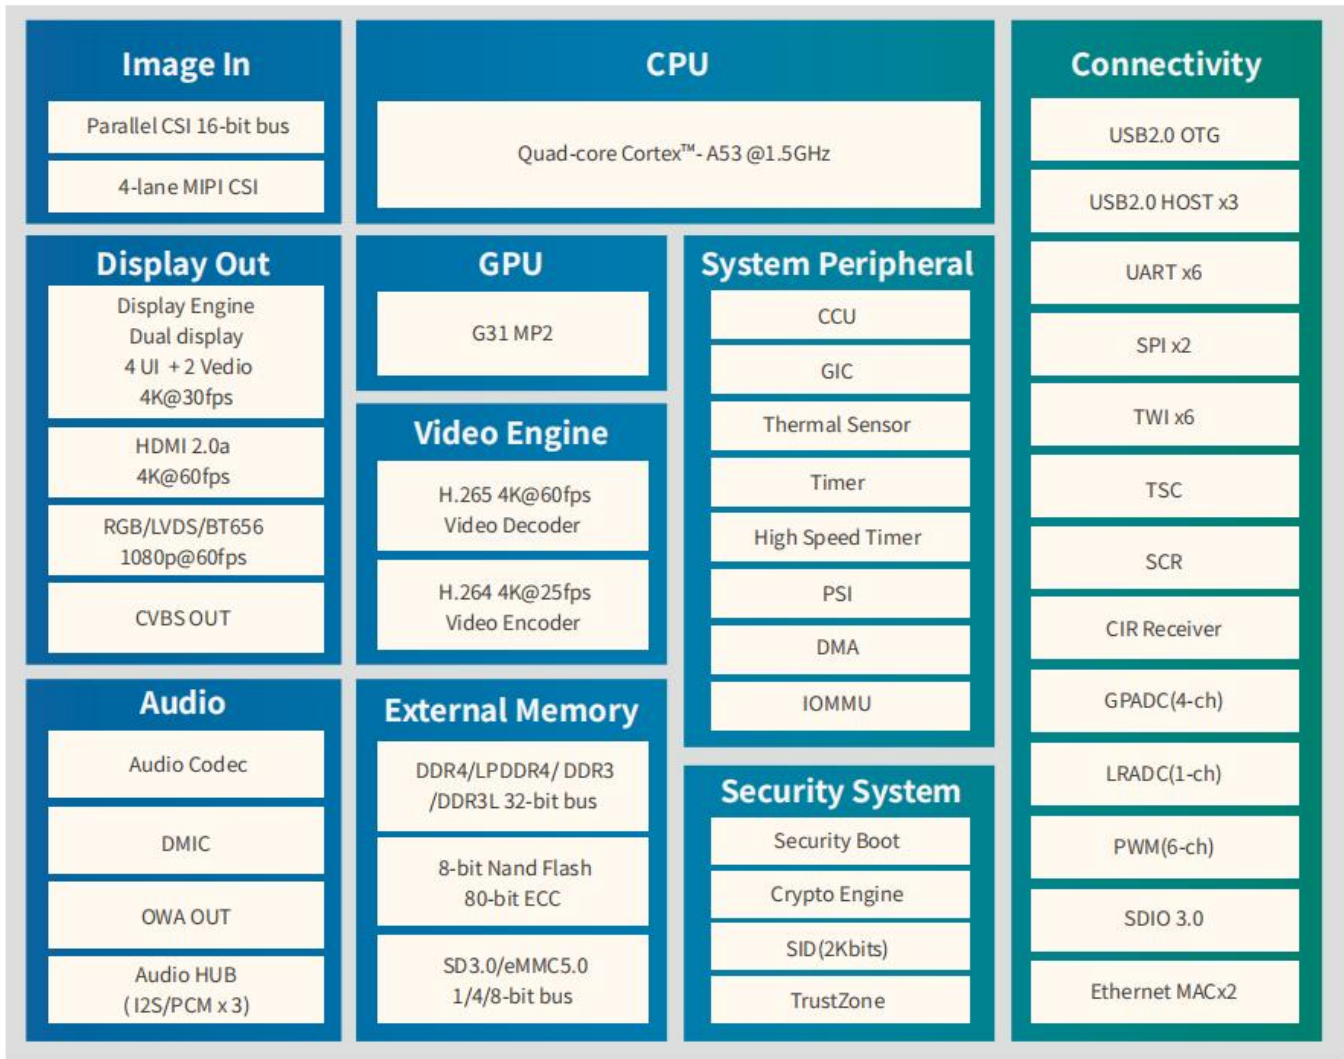 Image In
Parallel CSI 16-bit bus
4-lane MIPI CSI
CPU
Quad-core Cortex™- A53 @1.5GHz
Display Out
Display Engine
Dual display
4 UI + 2 Vedio
4K@30fps
HDMI 2.0a
4K@60fps
RGB/LVDS/BT656
1080p@60fps
CVBS OUT
GPU
G31 MP2
Video Engine
H.265 4K@60fps
Video Decoder
H.264 4K@25fps
Video Encoder
System Peripheral
CCU
GIC
Thermal Sensor
Timer
High Speed Timer
PSI
DMA
IOMMU
Audio
Audio Codec
DMIC
OWA OUT
Audio HUB
( I2S/PCM x 3)
External Memory
DDR4/LPDDR4/ DDR3
/DDR3L 32-bit bus
8-bit Nand Flash
80-bit ECC
SD3.0/eMMC5.0
1/4/8-bit bus
Security System
Security Boot
Crypto Engine
SID(2Kbits)
TrustZone
Connectivity
USB2.0 OTG
USB2.0 HOST x3
UART x6
SPI x2
TWI x6
TSC
SCR
CIR Receiver
GPADC(4-ch)
LRADC(1-ch)
PWM(6-ch)
SDIO 3.0
Ethernet MACx2